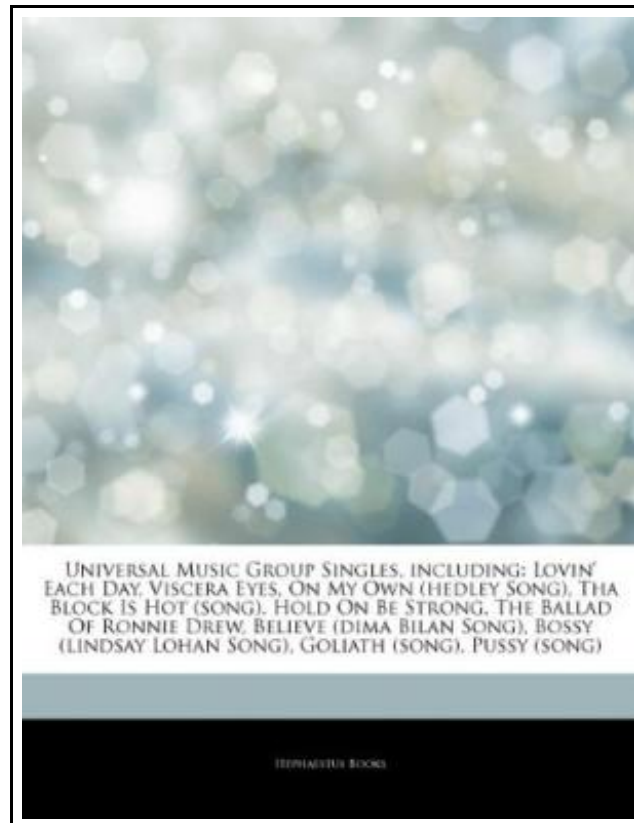 Universal Music Group Singles, including: Lovin'
Each Day, Viscera Eyes, On My Own (Hedley Song), Tha
Block Is Hot (song), Hold On Be Strong, The Ballad
Of Ronnie Drew, Believe (dima Bilan Song), Bossy
(lindsay Lohan Song), Goliath (song), Pussy (song)
Hephaestus Books